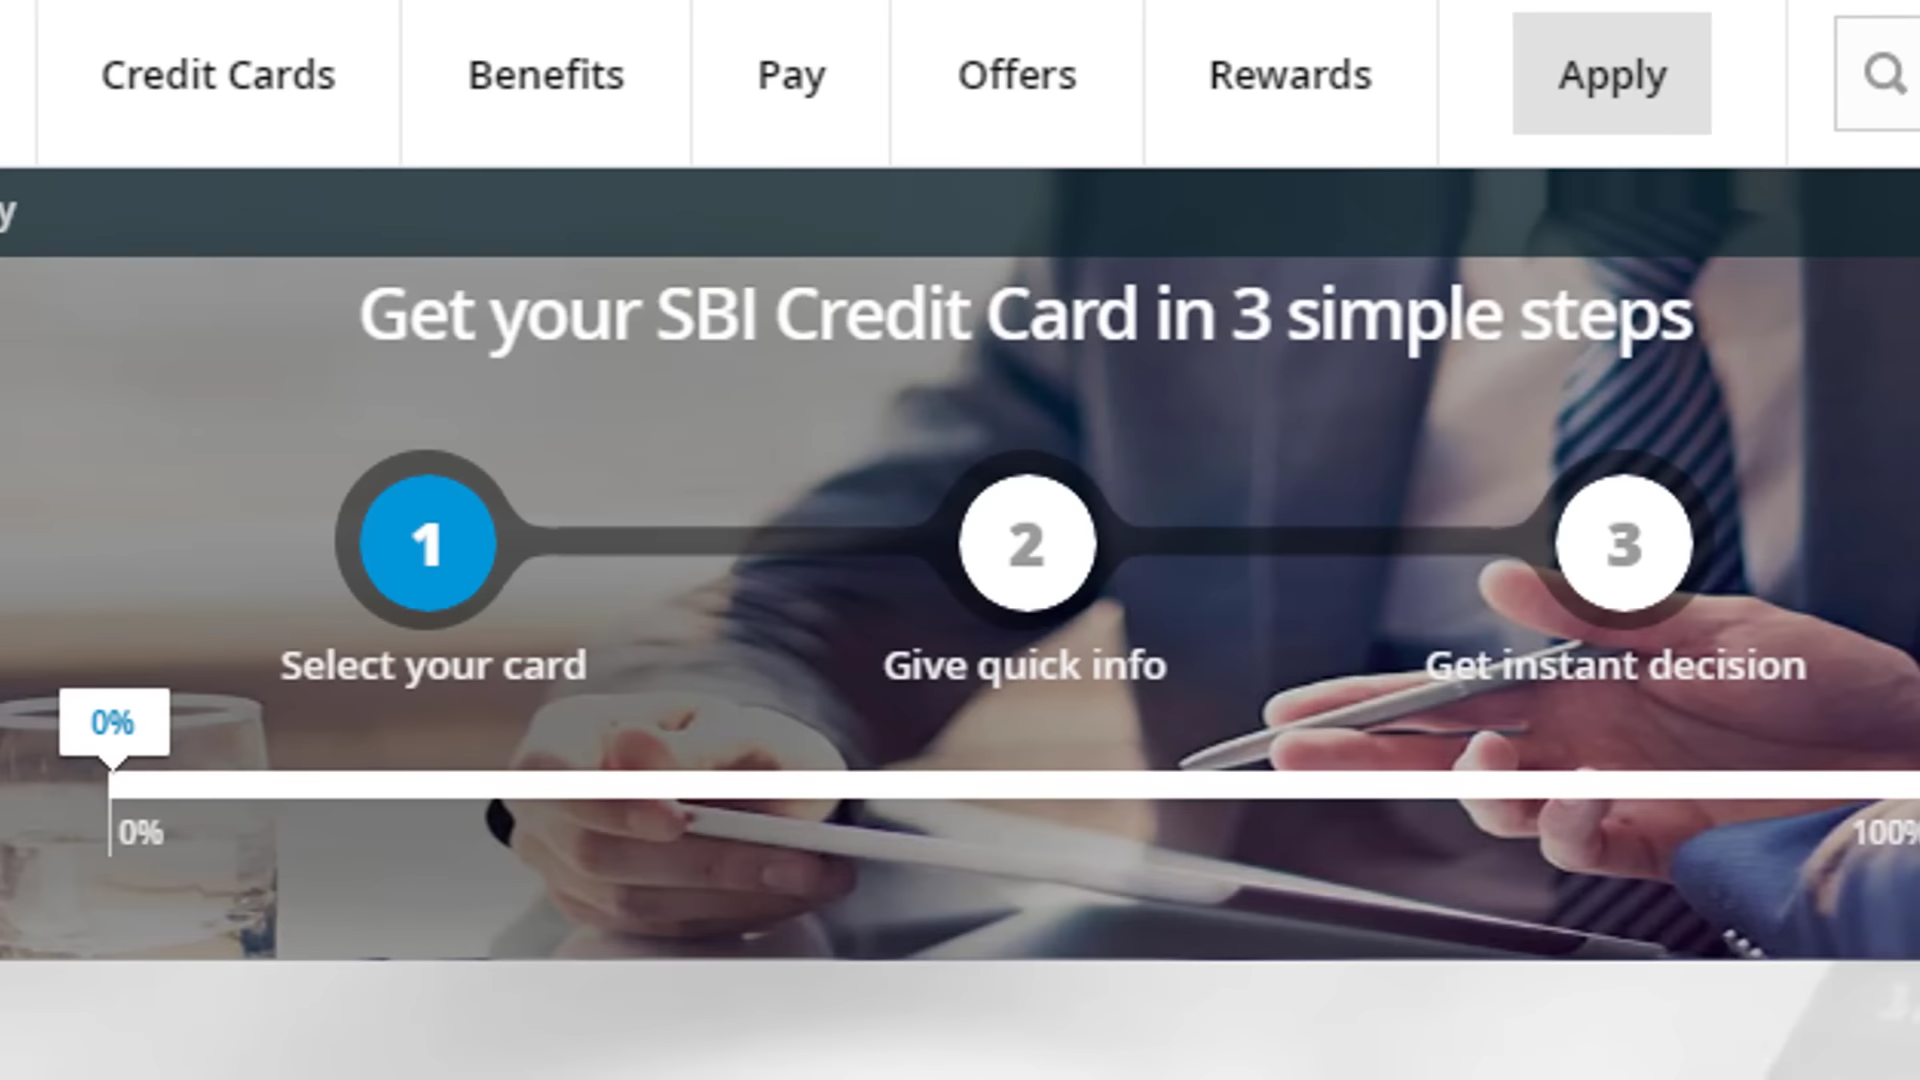 Credit Cards Benefits Pay Offers Rewards Apply
y
Get your SBI Credit Card in 3 simple steps
1 2 3
Select your card Give quick info Get instant decision
0%
0% 100%